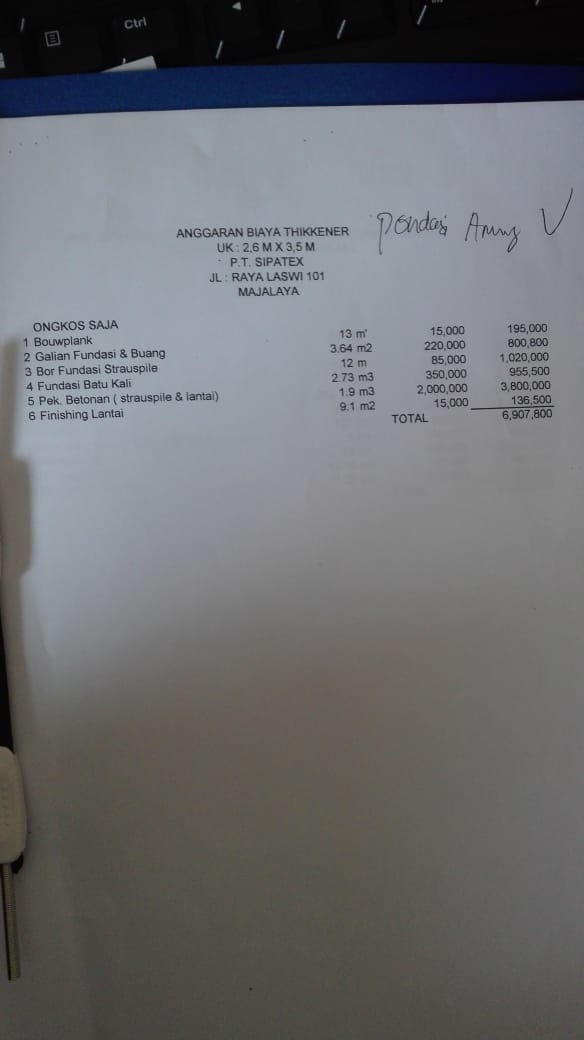 Ctrl
ANGGARAN BIAYA THIKKENER
UK : 2,6 M X 3,5 M
P.T. SIPATEX
JL : RAYA LASWI 101
MAJALAYA
Pondasi
ONGKOS SAJA
1 Bouwplank 13 m' 15,000 195,000
2 Galian Fundasi & Buang 3.64 m2 220,000 800,800
3 Bor Fundasi Strauspile 12 m 85,000 1,020,000
4 Fundasi Batu Kali 2.73 m3 350,000 955,500
5 Pek. Betonan ( strauspile & lantai) 1.9 m3 2,000,000 3,800,000
6 Finishing Lantai 9.1 m2 15,000 136,500
TOTAL 6,907,800